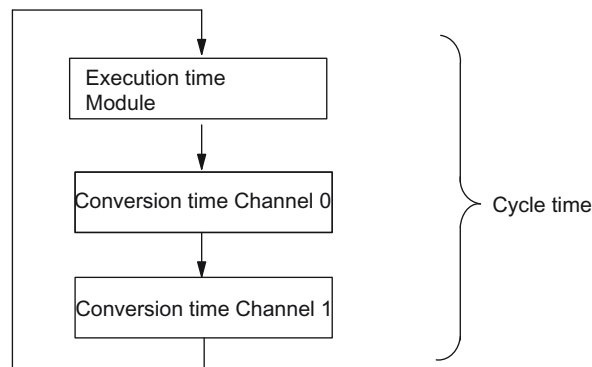 Execution time
Module
Conversion time Channel 0
Cycle time
Conversion time Channel 1